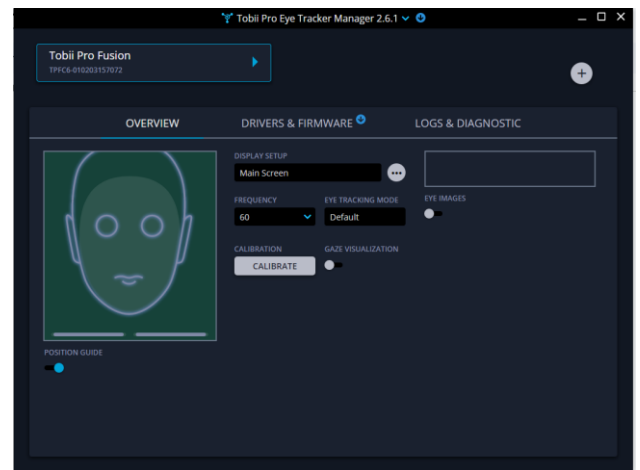 Tobii Pro Eye Tracker Manager 2.6.1
Tobii Pro Fusion
TPFC6-010203157072
OVERVIEW
DRIVERS & FIRMWARE
LOGS & DIAGNOSTIC
DISPLAY SETUP
Main Screen
FREQUENCY
EYE TRACKING MODE
EYE IMAGES
60
Default
CALIBRATION
GAZE VISUALIZATION
CALIBRATE
POSITION GUIDE